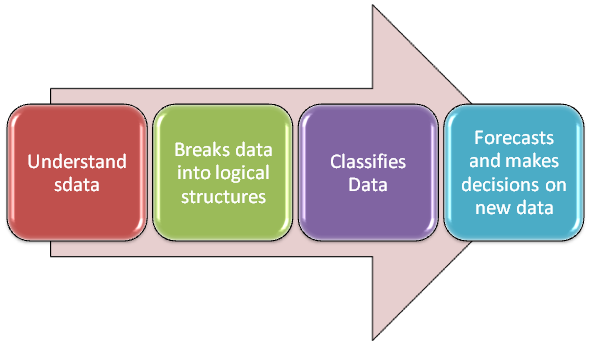 Understand
sdata
Breaks data
into logical
structures
Classifies
Data
Forecasts
and makes
decisions on
new data